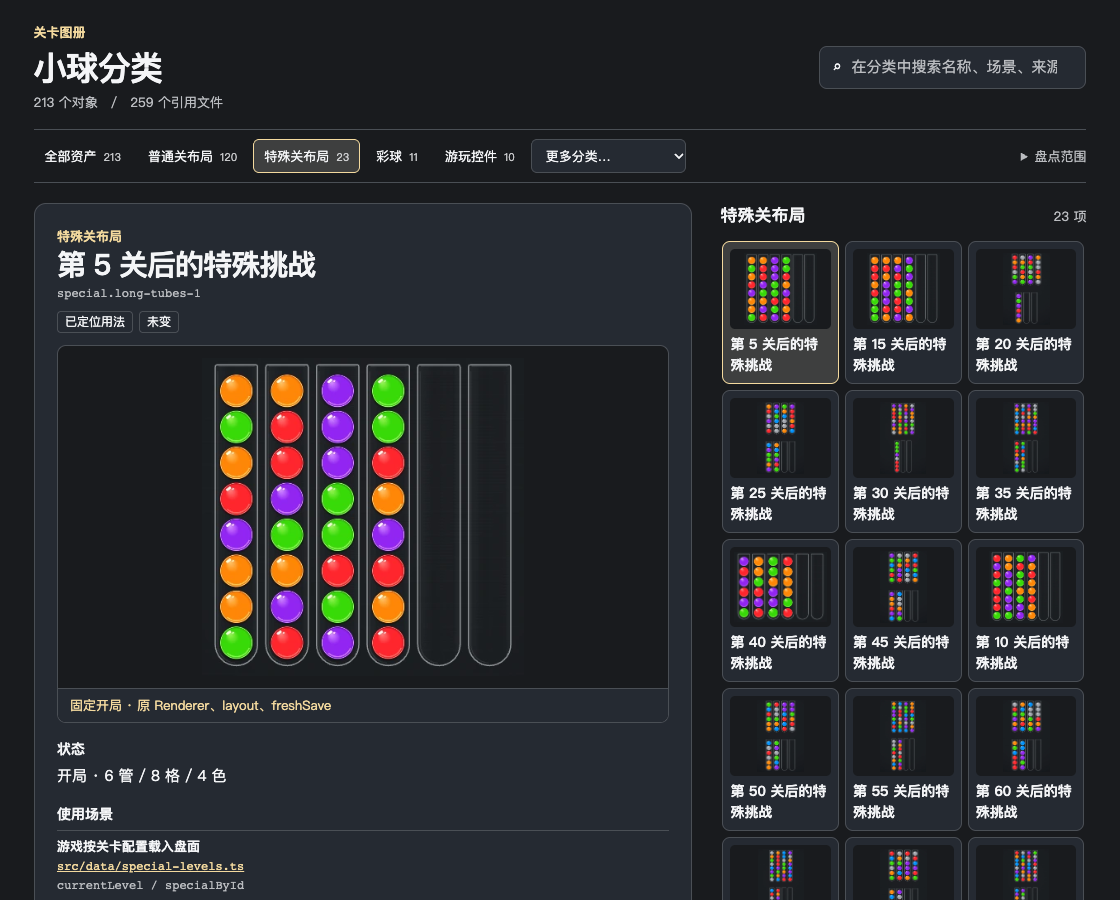 关卡图册
小球分类
213 个对象 / 259 个引用文件
在分类中搜索名称、场景、来源
全部资产 213
普通关布局 120
特殊关布局 23
彩球 11
游玩控件 10
更多分类…
▶ 盘点范围
特殊关布局
第 5 关后的特殊挑战
special.long-tubes-1
已定位用法
未变
固定开局 · 原 Renderer、layout、freshSave
状态
开局 · 6 管 / 8 格 / 4 色
使用场景
游戏按关卡配置载入盘面
src/data/special-levels.ts
currentLevel / specialById
特殊关布局
23 项
第 5 关后的特
殊挑战
第 15 关后的特
殊挑战
第 20 关后的特
殊挑战
第 25 关后的特
殊挑战
第 30 关后的特
殊挑战
第 35 关后的特
殊挑战
第 40 关后的特
殊挑战
第 45 关后的特
殊挑战
第 10 关后的特
殊挑战
第 50 关后的特
殊挑战
第 55 关后的特
殊挑战
第 60 关后的特
殊挑战